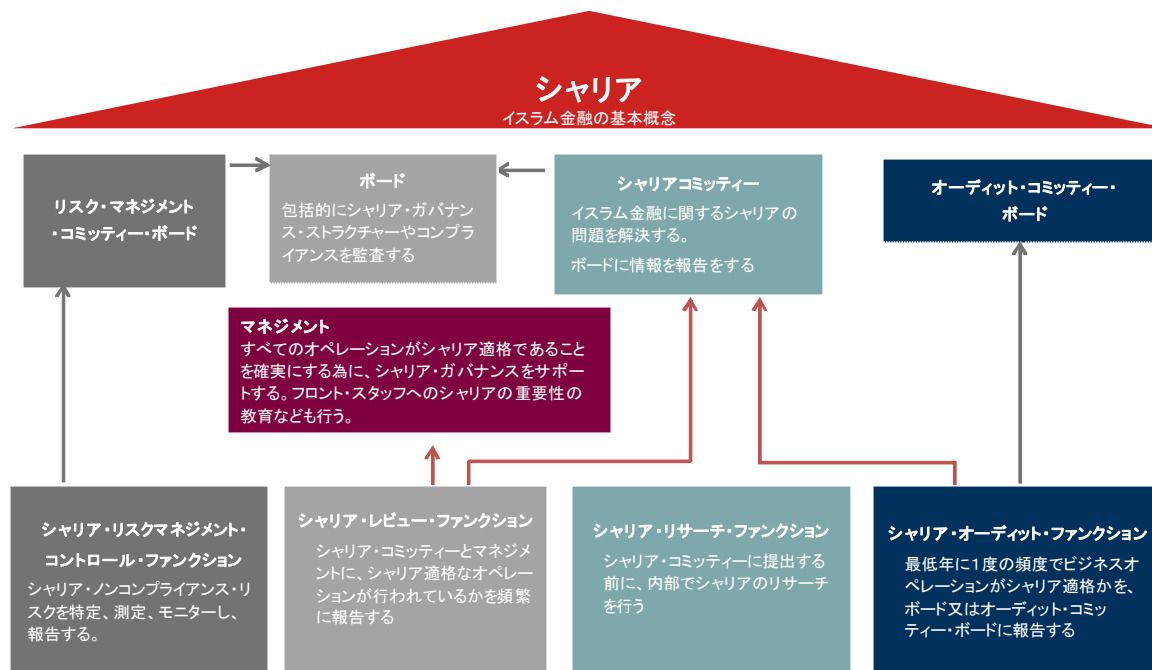 シャリア
イスラム金融の基本概念
リスク・マネジメント
・コミッティー・ボード
ボード
包括的にシャリア・ガバナン
ス・ストラクチャーやコンプラ
イアンスを監査する
シャリアコミッティー
イスラム金融に関するシャリアの
問題を解決する。
ボードに情報を報告をする
オーディット・コミッティー・
ボード
マネジメント
すべてのオペレーションがシャリア適格であること
を確実にする為に、シャリア・ガバナンスをサポー
トする。フロント・スタッフへのシャリアの重要性の
教育なども行う。
シャリア・リスクマネジメント・
コントロール・ファンクション
シャリア・ノンコンプライアンス・リ
スクを特定、測定、モニターし、
報告する。
シャリア・レビュー・ファンクション
シャリア・コミッティーとマネジメ
ントに、シャリア適格なオペレー
ションが行われているかを頻繁
に報告する
シャリア・リサーチ・ファンクション
シャリア・コミッティーに提出する
前に、内部でシャリアのリサーチ
を行う
シャリア・オーディット・ファンクション
最低年に１度の頻度でビジネスオ
ペレーションがシャリア適格かを、
ボード又はオーディット・コミッ
ティー・ボードに報告する